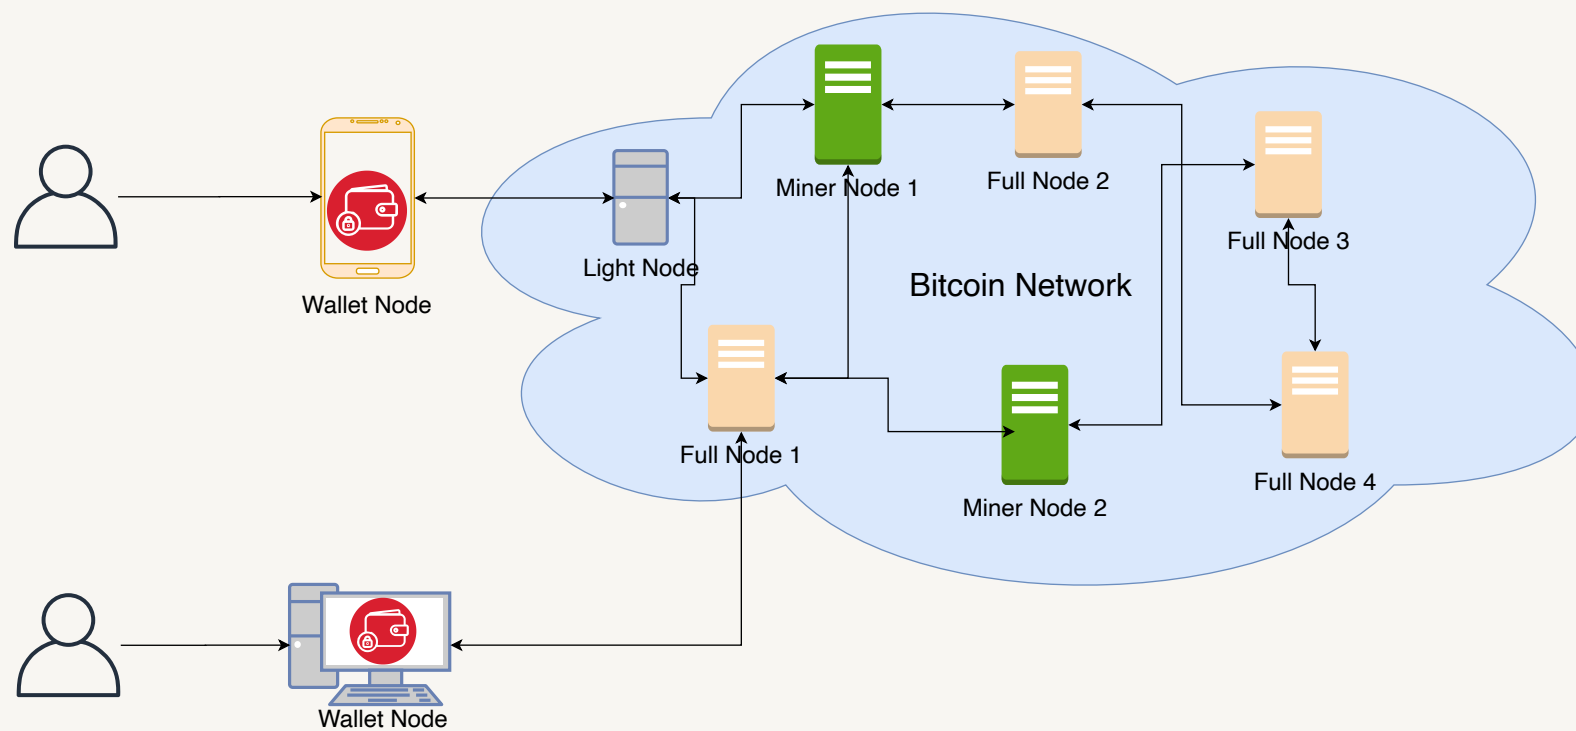 Miner Node 1
Full Node 2
Full Node 3
Light Node
Wallet Node
Bitcoin Network
Full Node 1
Full Node 4
Miner Node 2
Wallet Node